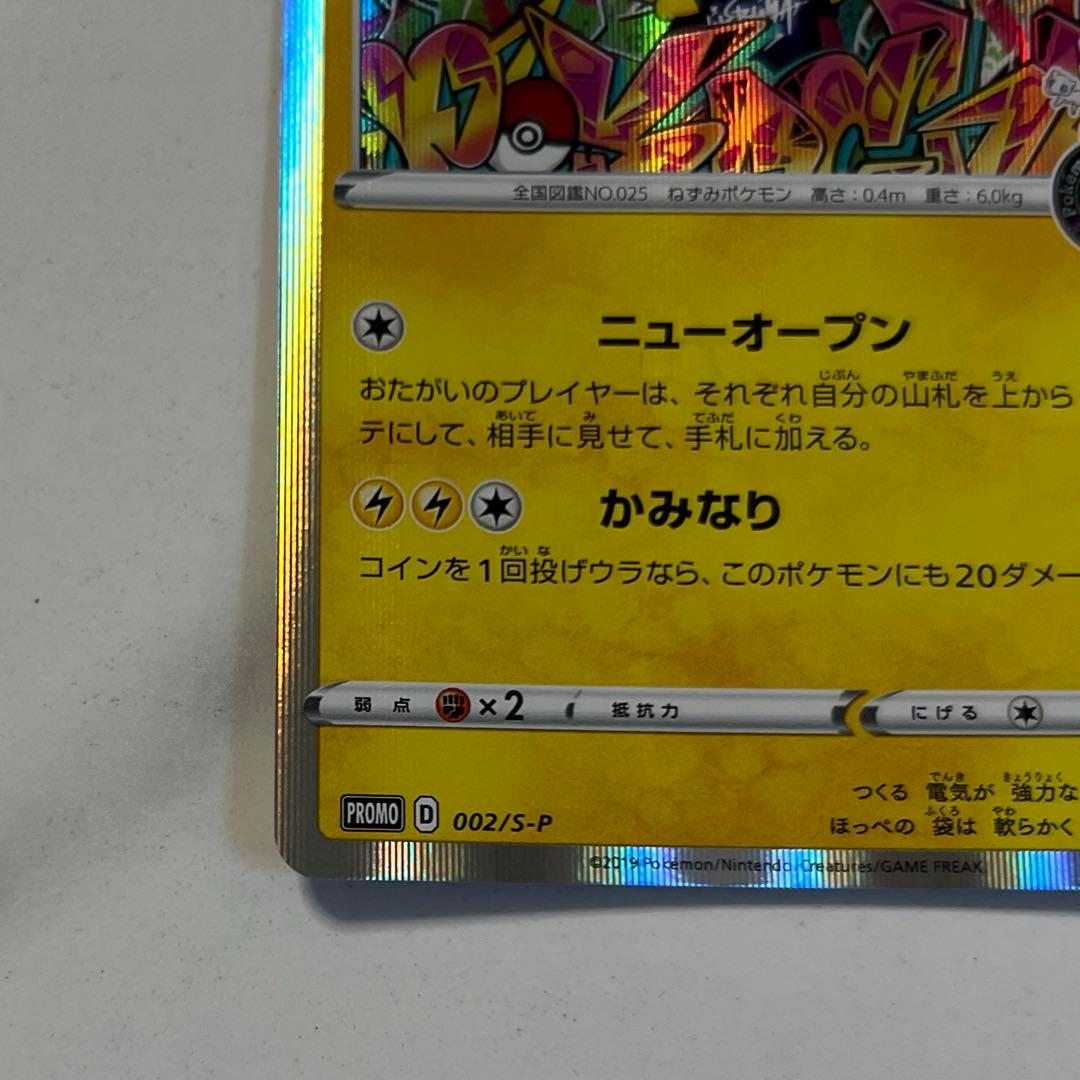 全国図鑑NO.025 ねずみポケモン 高さ:0.4m 重さ:6.0kg
ニューオープン
おたがいのプレイヤーは、それぞれ自分の山札を上から
テにして、相手に見せて、手札に加える。
かみなり
コインを1回投げウラなら、このポケモンにも20ダメー
弱点 ×2 抵抗力 にげる
つくる 電気が 強力な
ほっぺの 袋は 軟らかく
PROMO D 002/S-P
©2019 Pokémon/Nintendo/Creatures/GAME FREAK.